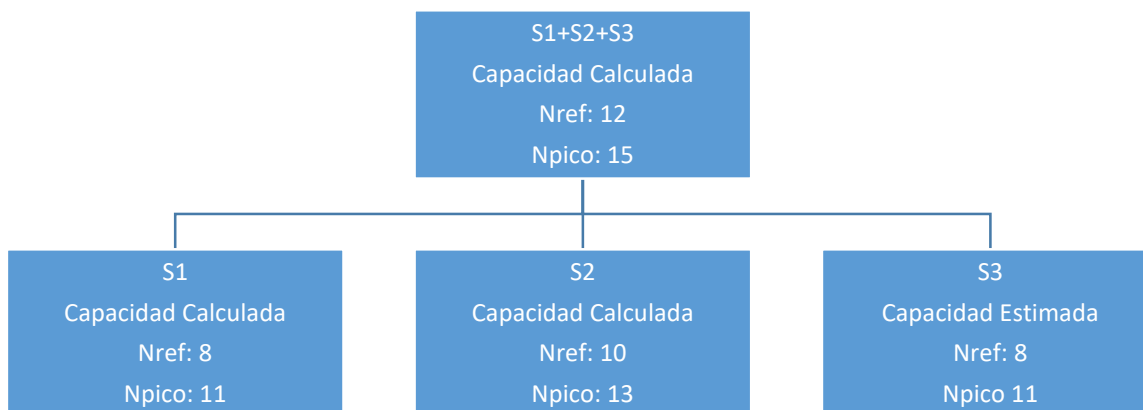 S1+S2+S3
Capacidad Calculada
Nref: 12
Npico: 15
S1
Capacidad Calculada
Nref: 8
Npico: 11
S2
Capacidad Calculada
Nref: 10
Npico: 13
S3
Capacidad Estimada
Nref: 8
Npico 11